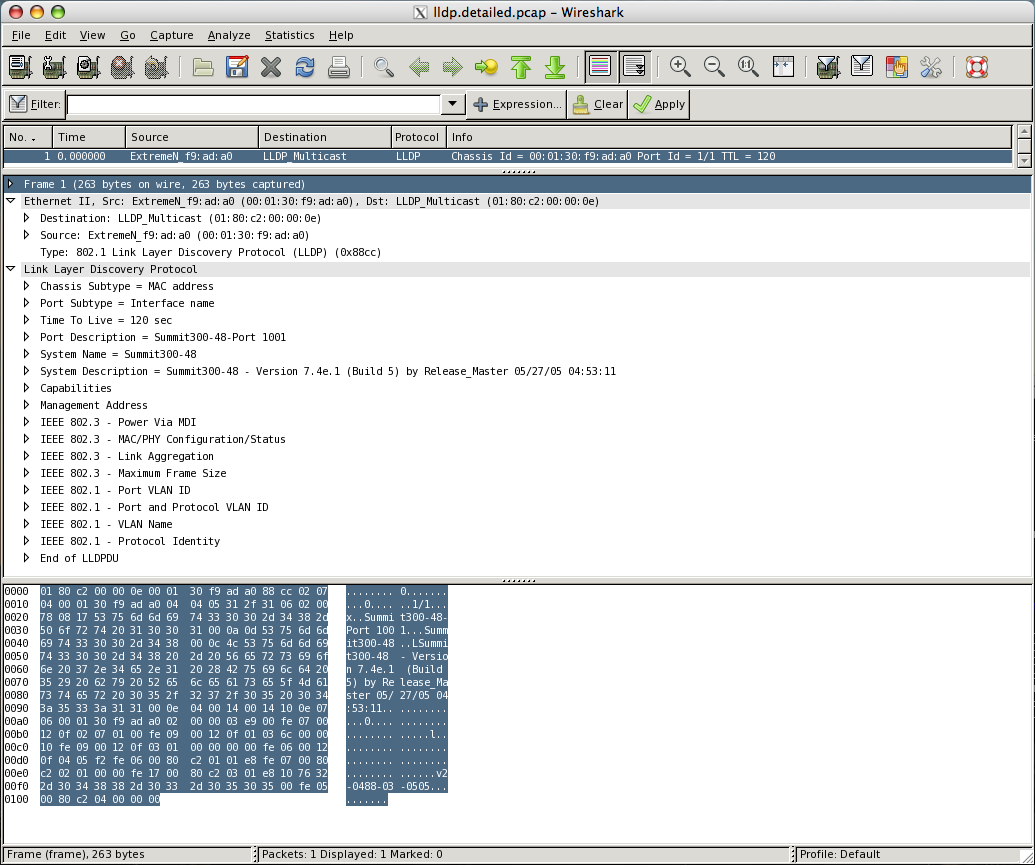 lldp.detailed.pcap - Wireshark
File Edit View Go Capture Analyze Statistics Help
Filter: Expression... Clear Apply
No. Time Source Destination Protocol Info
1 0.000000 ExtremeN_f9:ad:a0 LLDP_Multicast LLDP Chassis Id = 00:01:30:f9:ad:a0 Port Id = 1/1 TTL = 120
Frame 1 (263 bytes on wire, 263 bytes captured)
Ethernet II, Src: ExtremeN_f9:ad:a0 (00:01:30:f9:ad:a0), Dst: LLDP_Multicast (01:80:c2:00:00:0e)
Destination: LLDP_Multicast (01:80:c2:00:00:0e)
Source: ExtremeN_f9:ad:a0 (00:01:30:f9:ad:a0)
Type: 802.1 Link Layer Discovery Protocol (LLDP) (0x88cc)
Link Layer Discovery Protocol
Chassis Subtype = MAC address
Port Subtype = Interface name
Time To Live = 120 sec
Port Description = Summit300-48-Port 1001
System Name = Summit300-48
System Description = Summit300-48 - Version 7.4e.1 (Build 5) by Release_Master 05/27/05 04:53:11
Capabilities
Management Address
IEEE 802.3 - Power Via MDI
IEEE 802.3 - MAC/PHY Configuration/Status
IEEE 802.3 - Link Aggregation
IEEE 802.3 - Maximum Frame Size
IEEE 802.1 - Port VLAN ID
IEEE 802.1 - Port and Protocol VLAN ID
IEEE 802.1 - VLAN Name
IEEE 802.1 - Protocol Identity
End of LLDPDU
0000 01 80 c2 00 00 0e 00 01 30 f9 ad a0 88 cc 02 07 ........ 0.......
0010 04 00 01 30 f9 ad a0 04 04 05 31 2f 31 06 02 00 ...0.... ..1/1...
0020 78 08 17 53 75 6d 6d 69 74 33 30 30 2d 34 38 2d x..Summi t300-48-
0030 50 6f 72 74 20 31 30 30 31 00 0a 0d 53 75 6d 6d Port 100 1...Summ
0040 69 74 33 30 30 2d 34 38 00 0c 4c 53 75 6d 6d 69 it300-48 ..LSummi
0050 74 33 30 30 2d 34 38 20 2d 20 56 65 72 73 69 6f t300-48 - Versio
0060 6e 20 37 2e 34 65 2e 31 20 28 42 75 69 6c 64 20 n 7.4e.1 (Build
0070 35 29 20 62 79 20 52 65 6c 65 61 73 65 5f 4d 61 5) by Re lease_Ma
0080 73 74 65 72 20 30 35 2f 32 37 2f 30 35 20 30 34 ster 05/ 27/05 04
0090 3a 35 33 3a 31 31 00 0e 04 00 14 00 14 10 0e 07 :53:11.. ........
00a0 06 00 01 30 f9 ad a0 02 00 00 03 e9 00 fe 07 00 ...0.... ........
00b0 12 0f 02 07 01 00 fe 09 00 12 0f 01 03 6c 00 00 ........ .....l..
00c0 10 fe 09 00 12 0f 03 01 00 00 00 00 fe 06 00 12 ........ ........
00d0 0f 04 05 f2 fe 06 00 80 c2 01 01 e8 fe 07 00 80 ........ ........
00e0 c2 02 01 00 00 fe 17 00 80 c2 03 01 e8 10 76 32 ........ ......v2
00f0 2d 30 34 38 38 2d 30 33 2d 30 35 30 35 00 fe 05 -0488-03 -0505...
0100 00 80 c2 04 00 00 00 .......
Frame (frame), 263 bytes Packets: 1 Displayed: 1 Marked: 0 Profile: Default